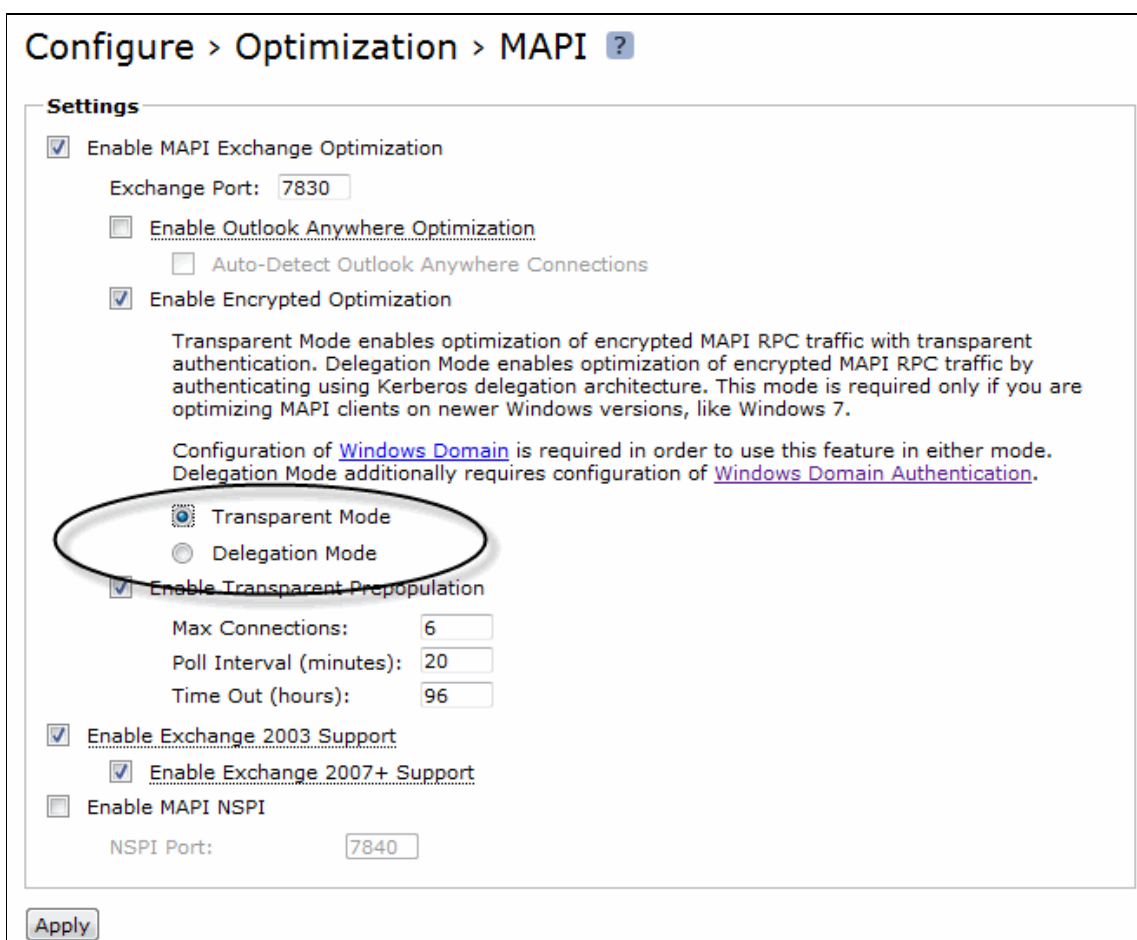 Configure > Optimization > MAPI ?
Settings
Enable MAPI Exchange Optimization
Exchange Port: 7830
Enable Outlook Anywhere Optimization
Auto-Detect Outlook Anywhere Connections
Enable Encrypted Optimization
Transparent Mode enables optimization of encrypted MAPI RPC traffic with transparent
authentication. Delegation Mode enables optimization of encrypted MAPI RPC traffic by
authenticating using Kerberos delegation architecture. This mode is required only if you are
optimizing MAPI clients on newer Windows versions, like Windows 7.
Configuration of Windows Domain is required in order to use this feature in either mode.
Delegation Mode additionally requires configuration of Windows Domain Authentication.
Transparent Mode
Delegation Mode
Enable Transparent Prepopulation
Max Connections: 6
Poll Interval (minutes): 20
Time Out (hours): 96
Enable Exchange 2003 Support
Enable Exchange 2007+ Support
Enable MAPI NSPI
NSPI Port: 7840
Apply